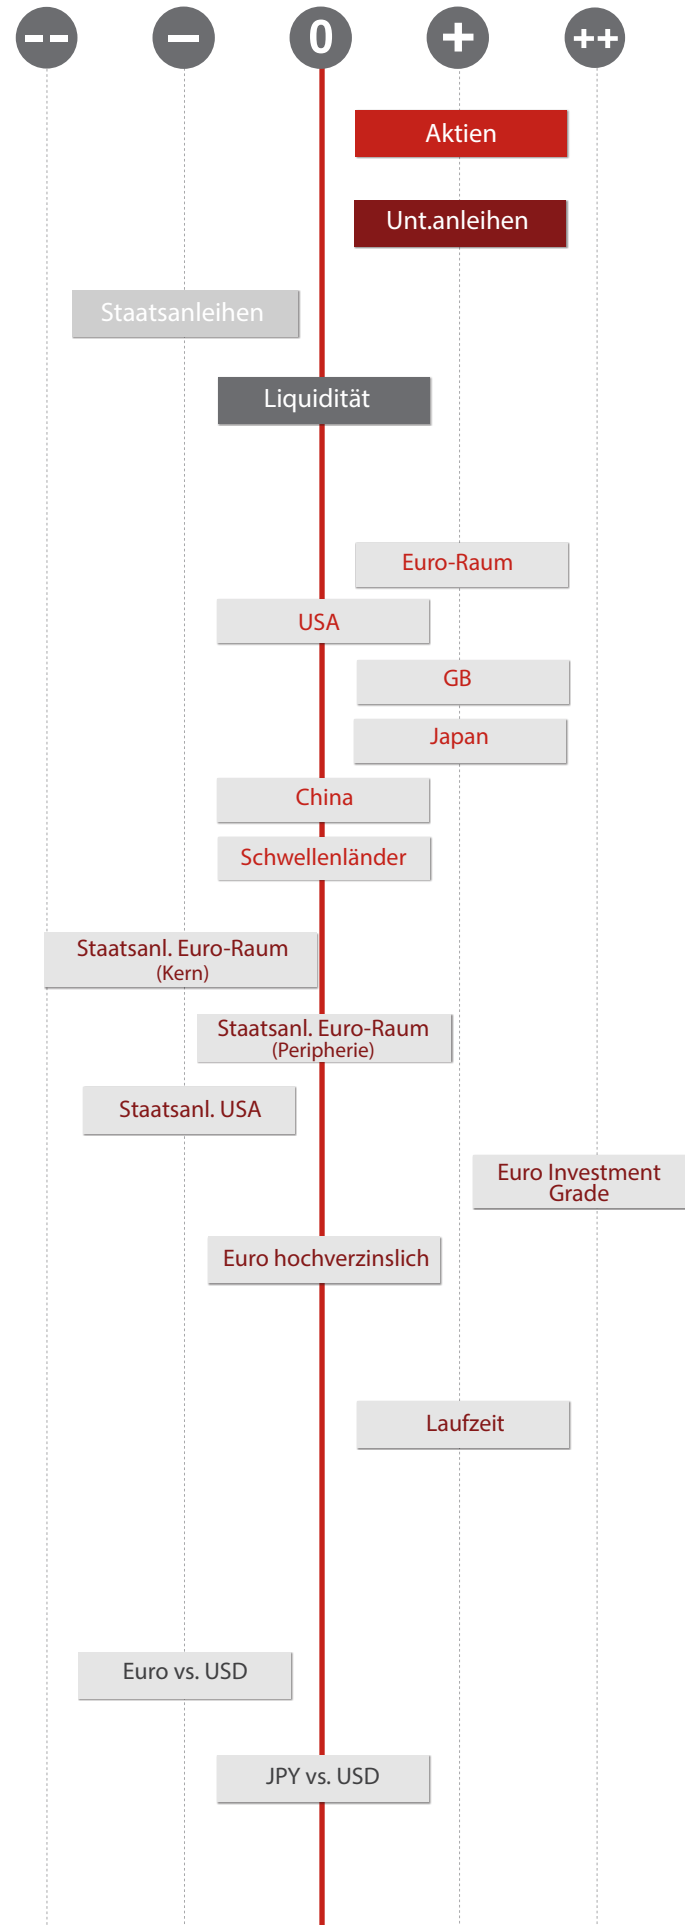 -- – 0 + ++
Aktien
Unt.anleihen
Staatsanleihen
Liquidität
Euro-Raum
USA
GB
Japan
China
Schwellenländer
Staatsanl. Euro-Raum
(Kern)
Staatsanl. Euro-Raum
(Peripherie)
Staatsanl. USA
Euro Investment
Grade
Euro hochverzinslich
Laufzeit
Euro vs. USD
JPY vs. USD